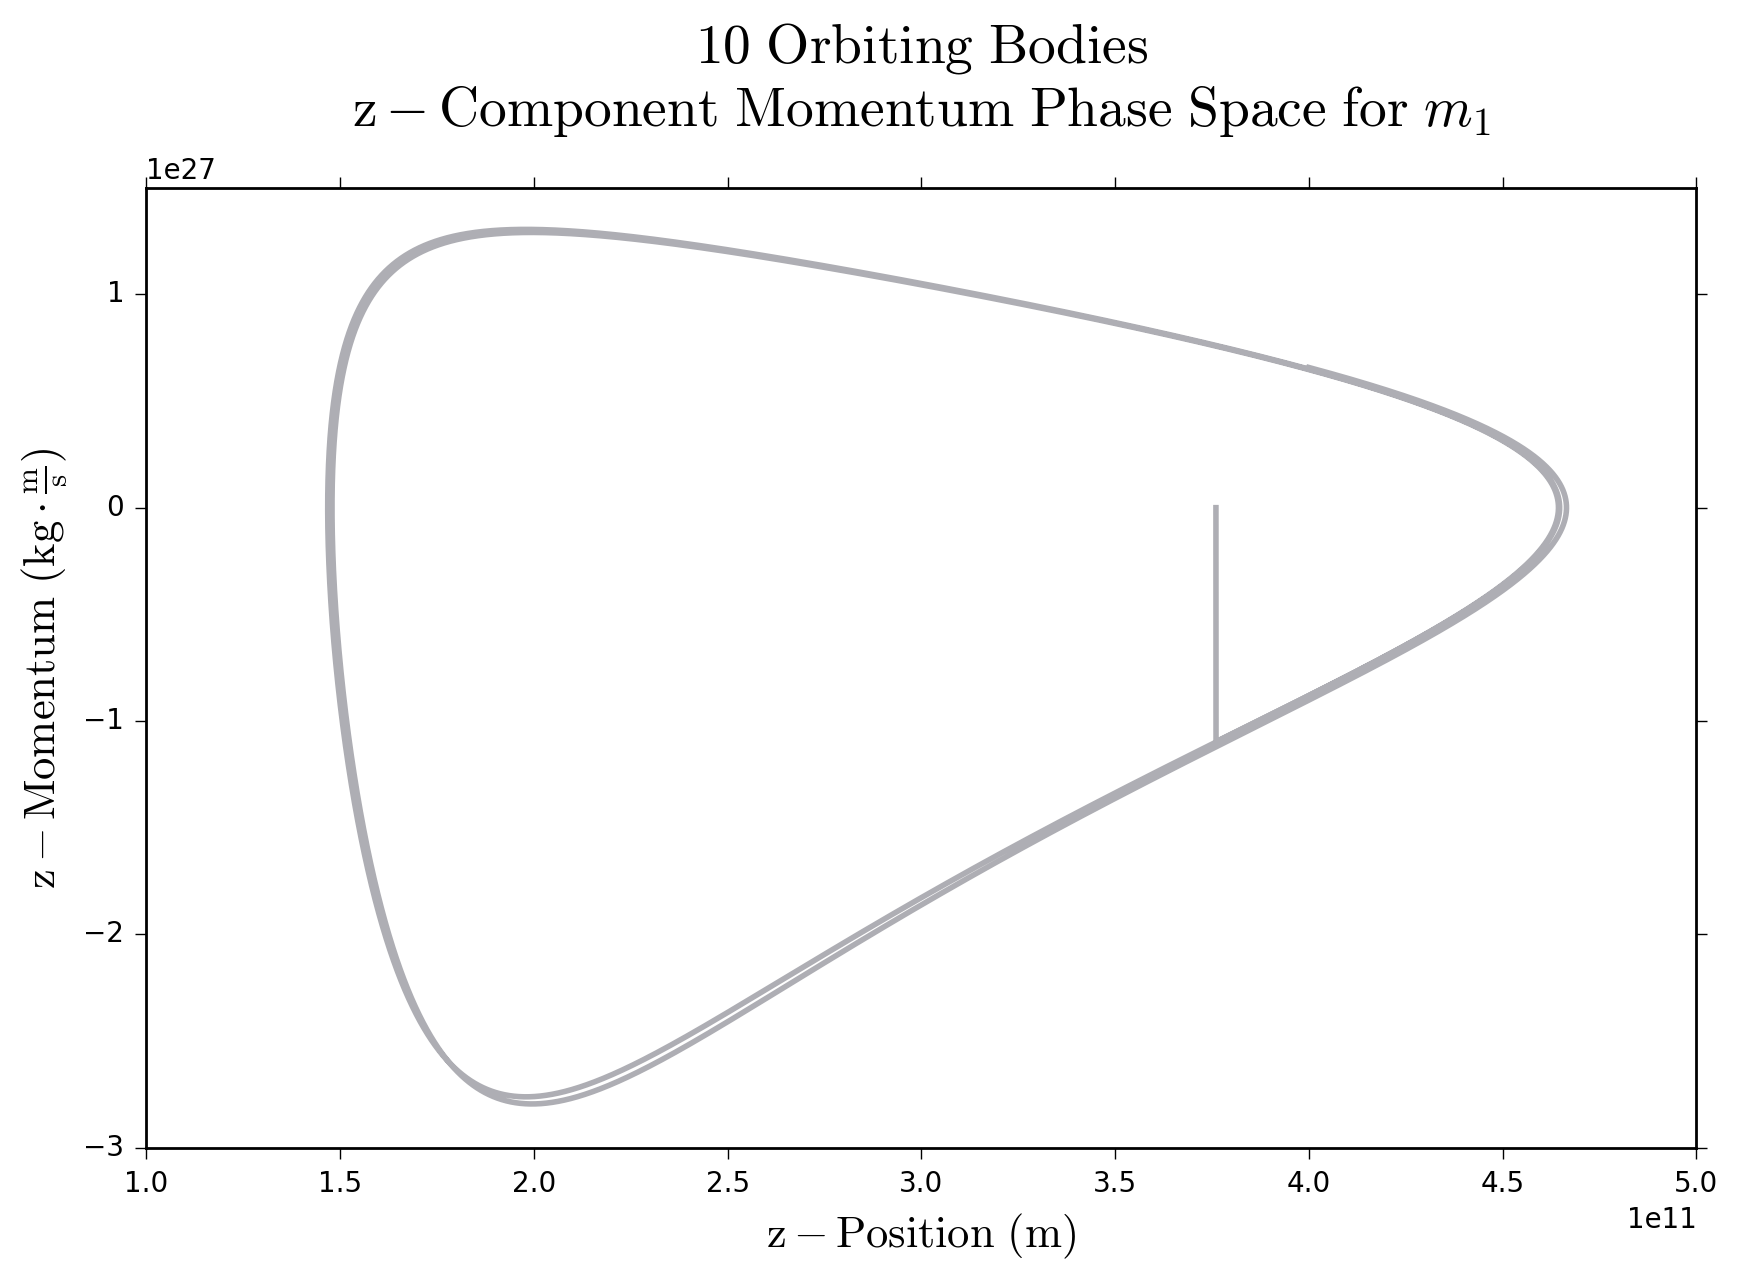 10 Orbiting Bodies
z − Component Momentum Phase Space for m₁
1e27
1
0
−1
−2
−3
z − Momentum (kg · m/s)
1.0 1.5 2.0 2.5 3.0 3.5 4.0 4.5 5.0
1e11
z − Position (m)